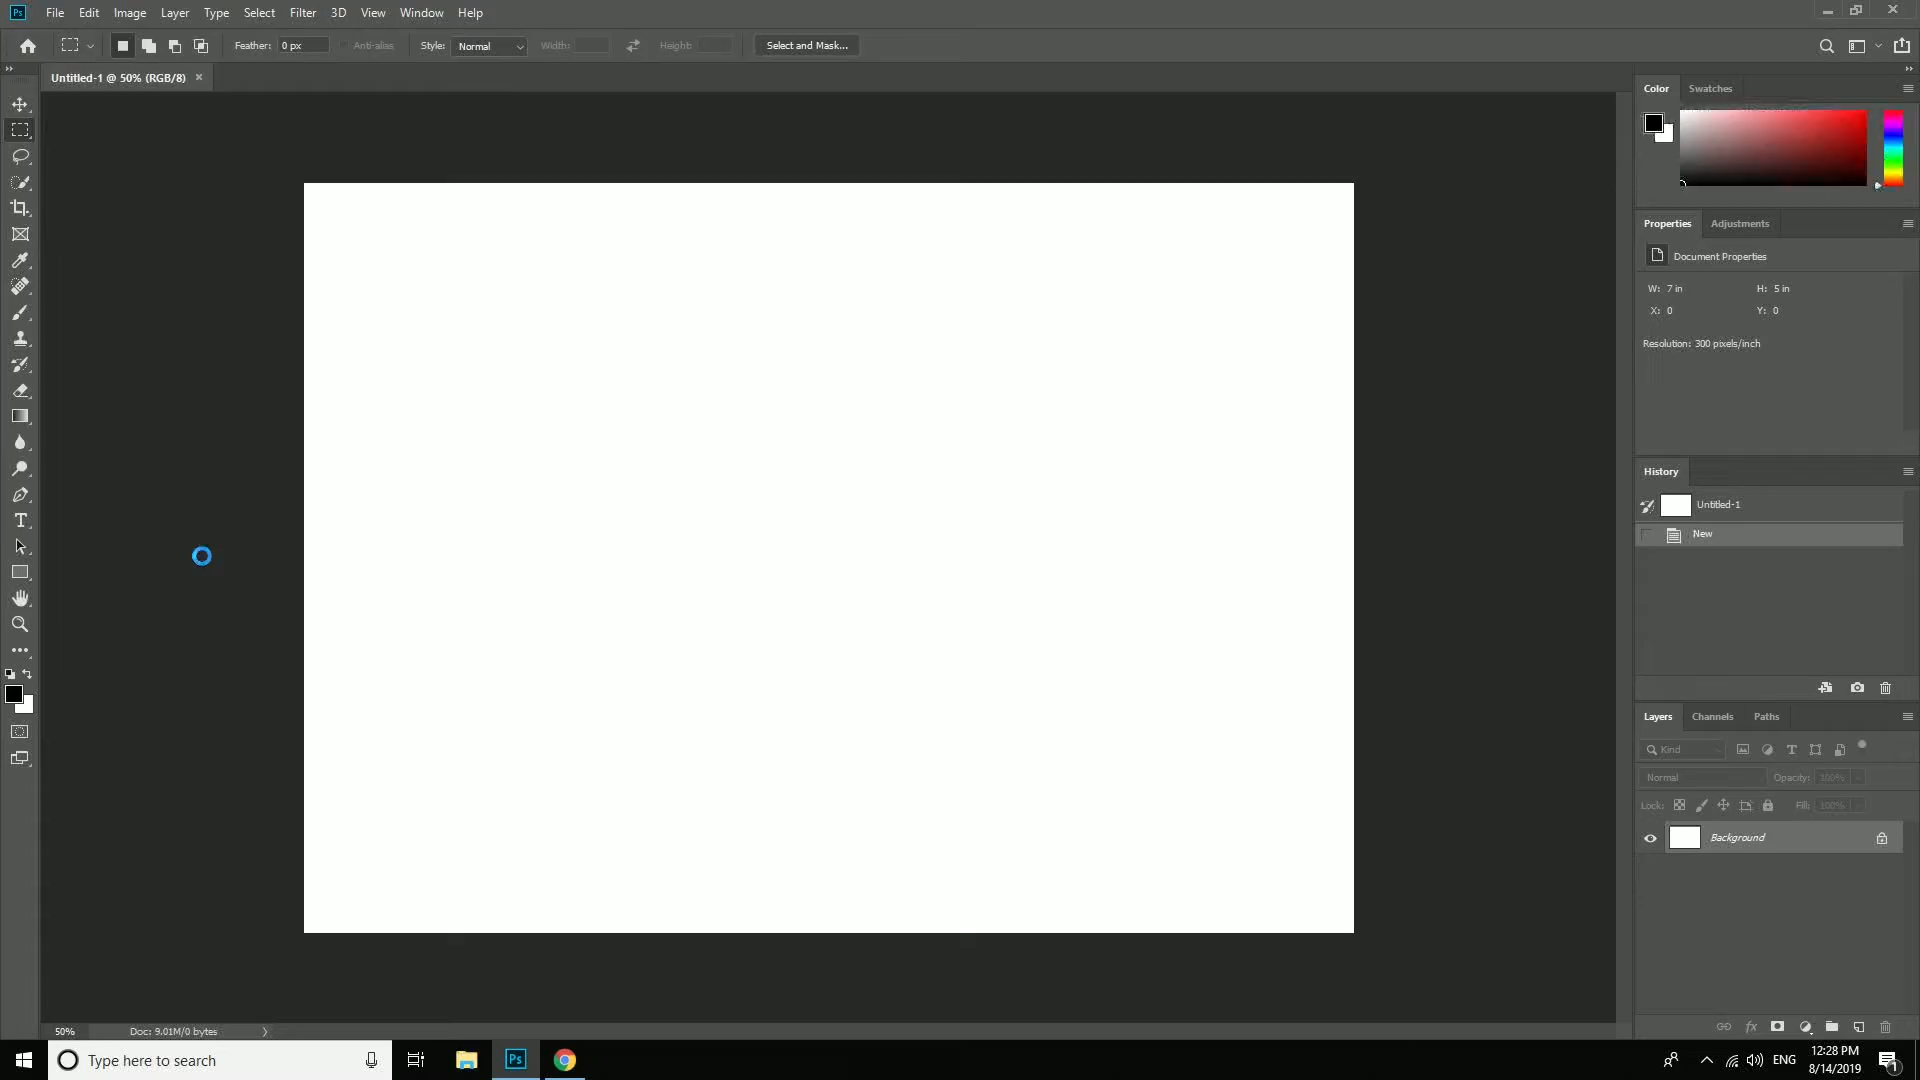 Ps File Edit Image Layer Type Select Filter 3D View Window Help
Feather: 0 px Anti-alias Style: Normal Width: Height: Select and Mask...
Untitled-1 @ 50% (RGB/8)
Color Swatches
Properties Adjustments
Document Properties
W: 7 in H: 5 in
X: 0 Y: 0
Resolution: 300 pixels/inch
History
Untitled-1
New
T
Layers Channels Paths
Kind T
Normal Opacity: 100%
Lock: Fill: 100%
Background
fx
50% Doc: 9.01M/0 bytes
Type here to search Ps ENG 12:28 PM
8/14/2019 1